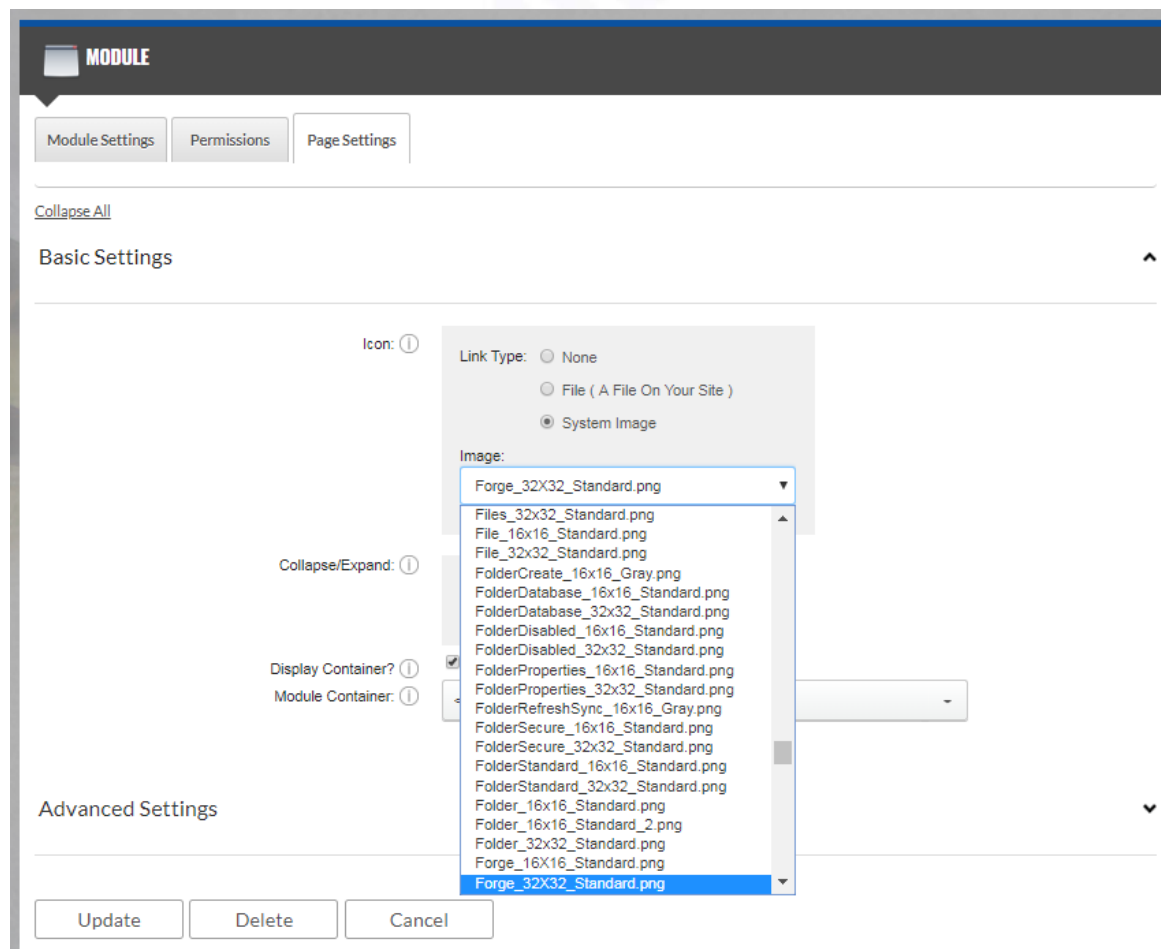 MODULE
Module Settings Permissions Page Settings
Collapse All
Basic Settings
Icon:
Link Type: None
File ( A File On Your Site )
System Image
Image:
Forge_32X32_Standard.png
Files_32x32_Standard.png
File_16x16_Standard.png
File_32x32_Standard.png
FolderCreate_16x16_Gray.png
FolderDatabase_16x16_Standard.png
FolderDatabase_32x32_Standard.png
FolderDisabled_16x16_Standard.png
FolderDisabled_32x32_Standard.png
FolderProperties_16x16_Standard.png
FolderProperties_32x32_Standard.png
FolderRefreshSync_16x16_Gray.png
FolderSecure_16x16_Standard.png
FolderSecure_32x32_Standard.png
FolderStandard_16x16_Standard.png
FolderStandard_32x32_Standard.png
Folder_16x16_Standard.png
Folder_16x16_Standard_2.png
Folder_32x32_Standard.png
Forge_16X16_Standard.png
Forge_32X32_Standard.png
Collapse/Expand:
Display Container?
Module Container:
Advanced Settings
Update Delete Cancel